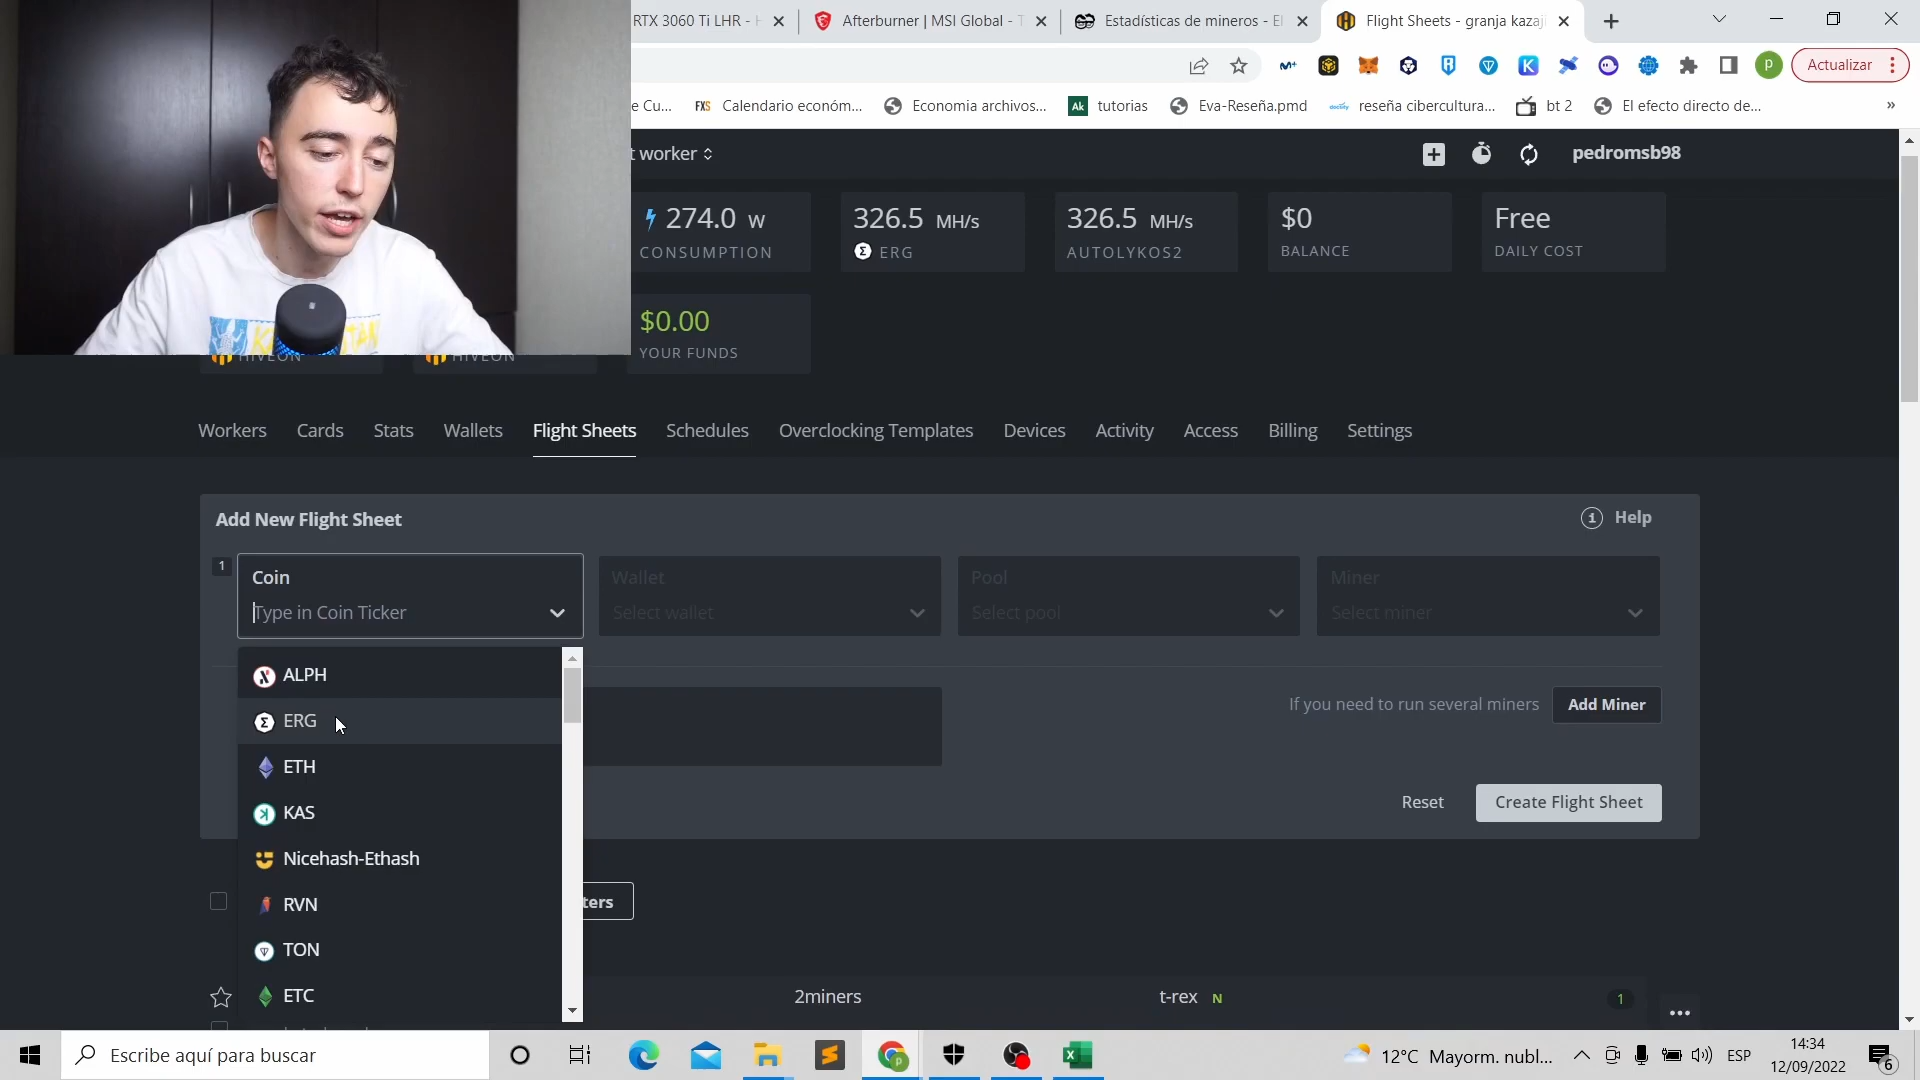 RTX 3060 Ti LHR - H
Afterburner | MSI Global - T
Estadísticas de mineros - El
Flight Sheets - granja kazaj
P
Actualizar
e Cu...
FXS Calendario económ...
Economia archivos...
Ak tutorias
Eva-Reseña.pmd
reseña cibercultura...
bt 2
El efecto directo de...
»
t worker
pedromsb98
274.0 W
CONSUMPTION
326.5 MH/s
ERG
326.5 MH/s
AUTOLYKOS2
$0
BALANCE
Free
DAILY COST
$0.00
YOUR FUNDS
HIVEON
HIVEON
Workers
Cards
Stats
Wallets
Flight Sheets
Schedules
Overclocking Templates
Devices
Activity
Access
Billing
Settings
Add New Flight Sheet
Help
1
Coin
Type in Coin Ticker
Wallet
Select wallet
Pool
Select pool
Miner
Select miner
ALPH
ERG
ETH
KAS
Nicehash-Ethash
RVN
TON
ETC
If you need to run several miners
Add Miner
Reset
Create Flight Sheet
ters
2miners
t-rex N
1
Escribe aquí para buscar
12°C Mayorm. nubl...
ESP
14:34
12/09/2022
6